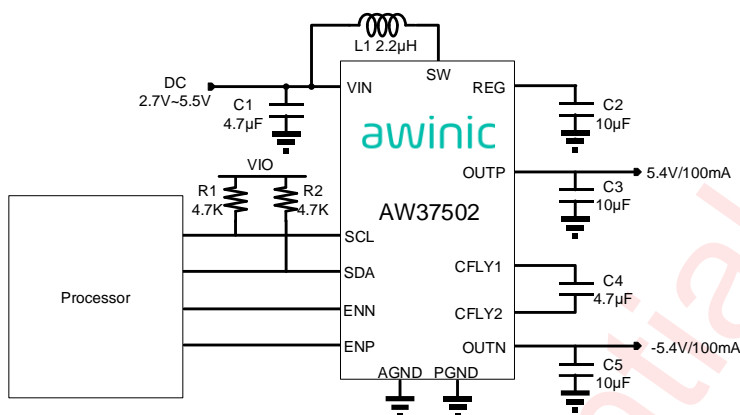 L1 2.2μH
DC
2.7V~5.5V
C1
4.7μF
VIN
SW
REG
C2
10μF
awinic
VIO
R1
4.7K
R2
4.7K
OUTP
5.4V/100mA
C3
10μF
AW37502
SCL
SDA
ENN
ENP
Processor
CFLY1
CFLY2
C4
4.7μF
OUTN
-5.4V/100mA
C5
10μF
AGND
PGND
ntial